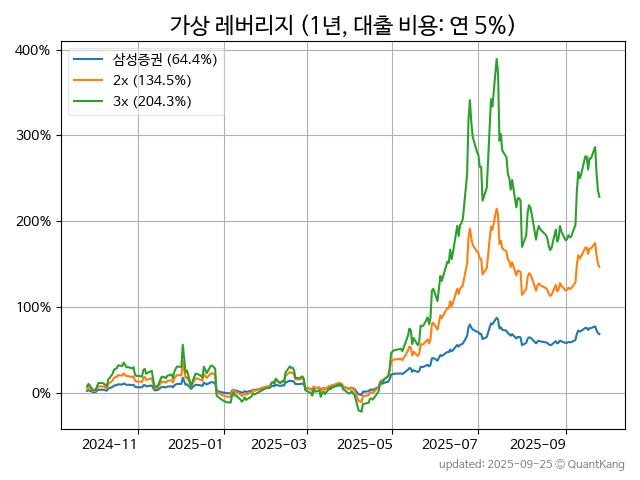 가상 레버리지 (1년, 대출 비용: 연 5%)
400%
300%
200%
100%
0%
삼성증권 (64.4%)
2x (134.5%)
3x (204.3%)
2024-11
2025-01
2025-03
2025-05
2025-07
2025-09
updated: 2025-09-25 © QuantKang